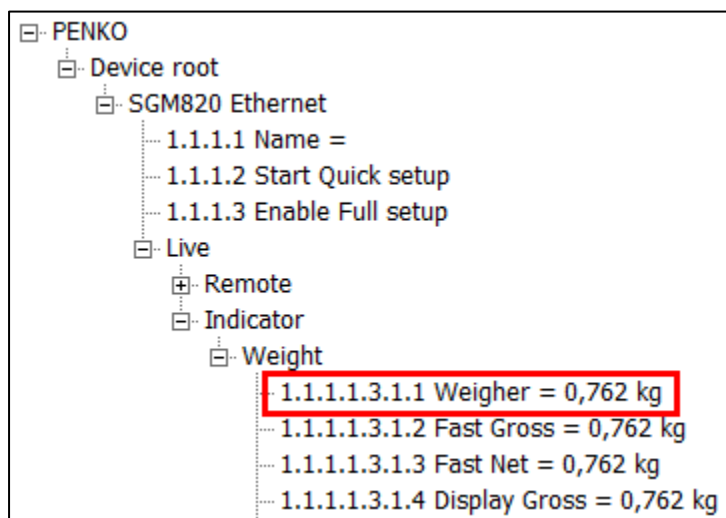 PENKO
Device root
SGM820 Ethernet
1.1.1.1 Name =
1.1.1.2 Start Quick setup
1.1.1.3 Enable Full setup
Live
Remote
Indicator
Weight
1.1.1.1.3.1.1 Weigher = 0,762 kg
1.1.1.1.3.1.2 Fast Gross = 0,762 kg
1.1.1.1.3.1.3 Fast Net = 0,762 kg
1.1.1.1.3.1.4 Display Gross = 0,762 kg